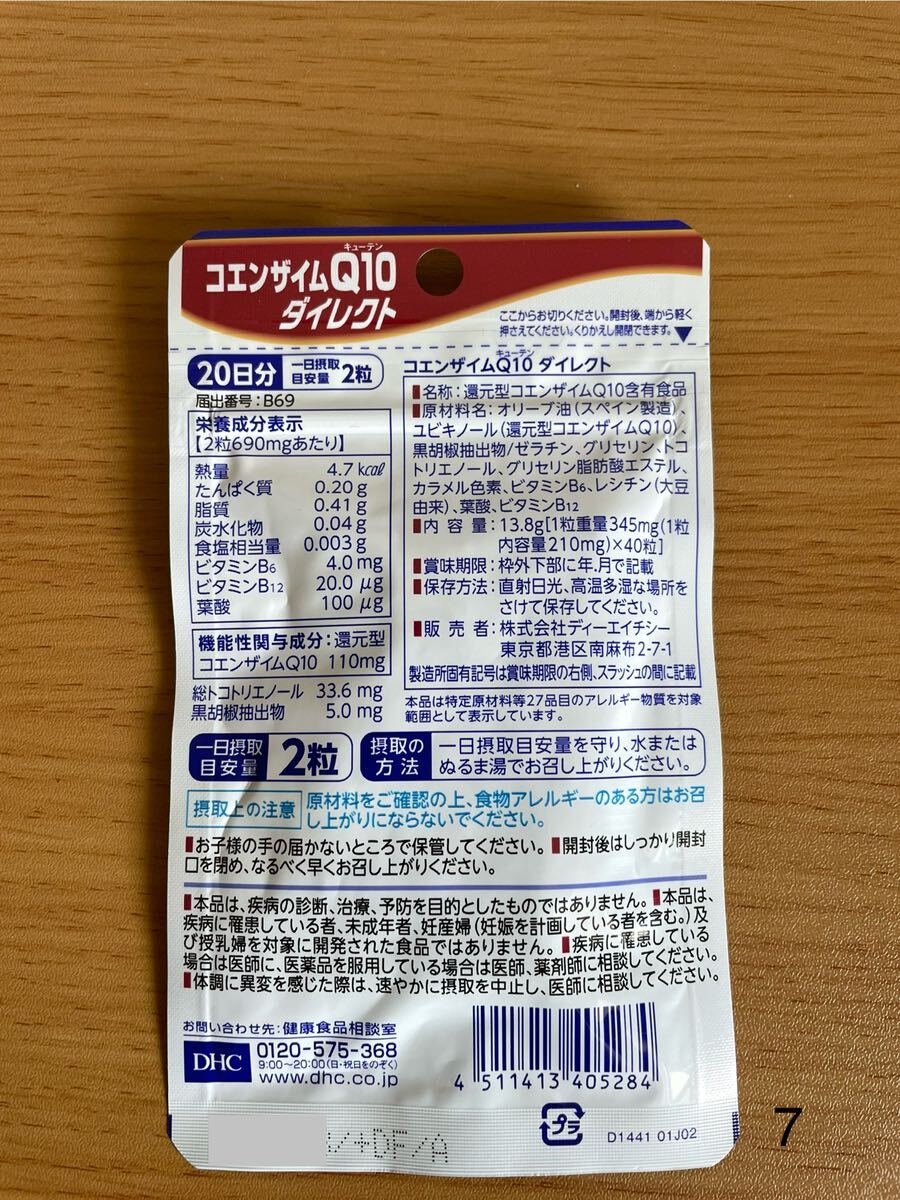 キューテン
コエンザイムQ10
ダイレクト
ここからお切りください。開封後、端から軽く
押さえてください。くりかえし開閉できます。▼
20日分 一日摂取目安量 2粒
届出番号:B69
栄養成分表示
【2粒690mgあたり】
熱量 4.7 kcal
たんぱく質 0.20 g
脂質 0.41 g
炭水化物 0.04 g
食塩相当量 0.003 g
ビタミンB6 4.0 mg
ビタミンB12 20.0 μg
葉酸 100 μg
機能性関与成分:還元型
コエンザイムQ10 110mg
総トコトリエノール 33.6 mg
黒胡椒抽出物 5.0 mg
キューテン
コエンザイムQ10 ダイレクト
■名称:還元型コエンザイムQ10含有食品
■原材料名:オリーブ油(スペイン製造)、
ユビキノール(還元型コエンザイムQ10)、
黒胡椒抽出物/ゼラチン、グリセリン、トコ
トリエノール、グリセリン脂肪酸エステル、
カラメル色素、ビタミンB6、レシチン(大豆
由来)、葉酸、ビタミンB12
■内容量:13.8g[1粒重量345mg(1粒
内容量210mg)×40粒]
■賞味期限:枠外下部に年.月で記載
■保存方法:直射日光、高温多湿な場所を
さけて保存してください。
■販売者:株式会社ディーエイチシー
東京都港区南麻布2-7-1
製造所固有記号は賞味期限の右側、スラッシュの間に記載
本品は特定原材料等27品目のアレルギー物質を対象
範囲として表示しています。
一日摂取目安量 2粒
摂取の方法 一日摂取目安量を守り、水または
ぬるま湯でお召し上がりください。
摂取上の注意 原材料をご確認の上、食物アレルギーのある方はお召
し上がりにならないでください。
■お子様の手の届かないところで保管してください。■開封後はしっかり開封
口を閉め、なるべく早くお召し上がりください。
■本品は、疾病の診断、治療、予防を目的としたものではありません。■本品は、
疾病に罹患している者、未成年者、妊産婦(妊娠を計画している者を含む。)及
び授乳婦を対象に開発された食品ではありません。■疾病に罹患している
場合は医師に、医薬品を服用している場合は医師、薬剤師に相談してください。
■体調に異変を感じた際は、速やかに摂取を中止し、医師に相談してください。
お問い合わせ先:健康食品相談室
DHC 0120-575-368
9:00~20:00(日・祝日をのぞく)
www.dhc.co.jp
4 511413 405284
プラ
D1441 01J02
/+DF/A
7